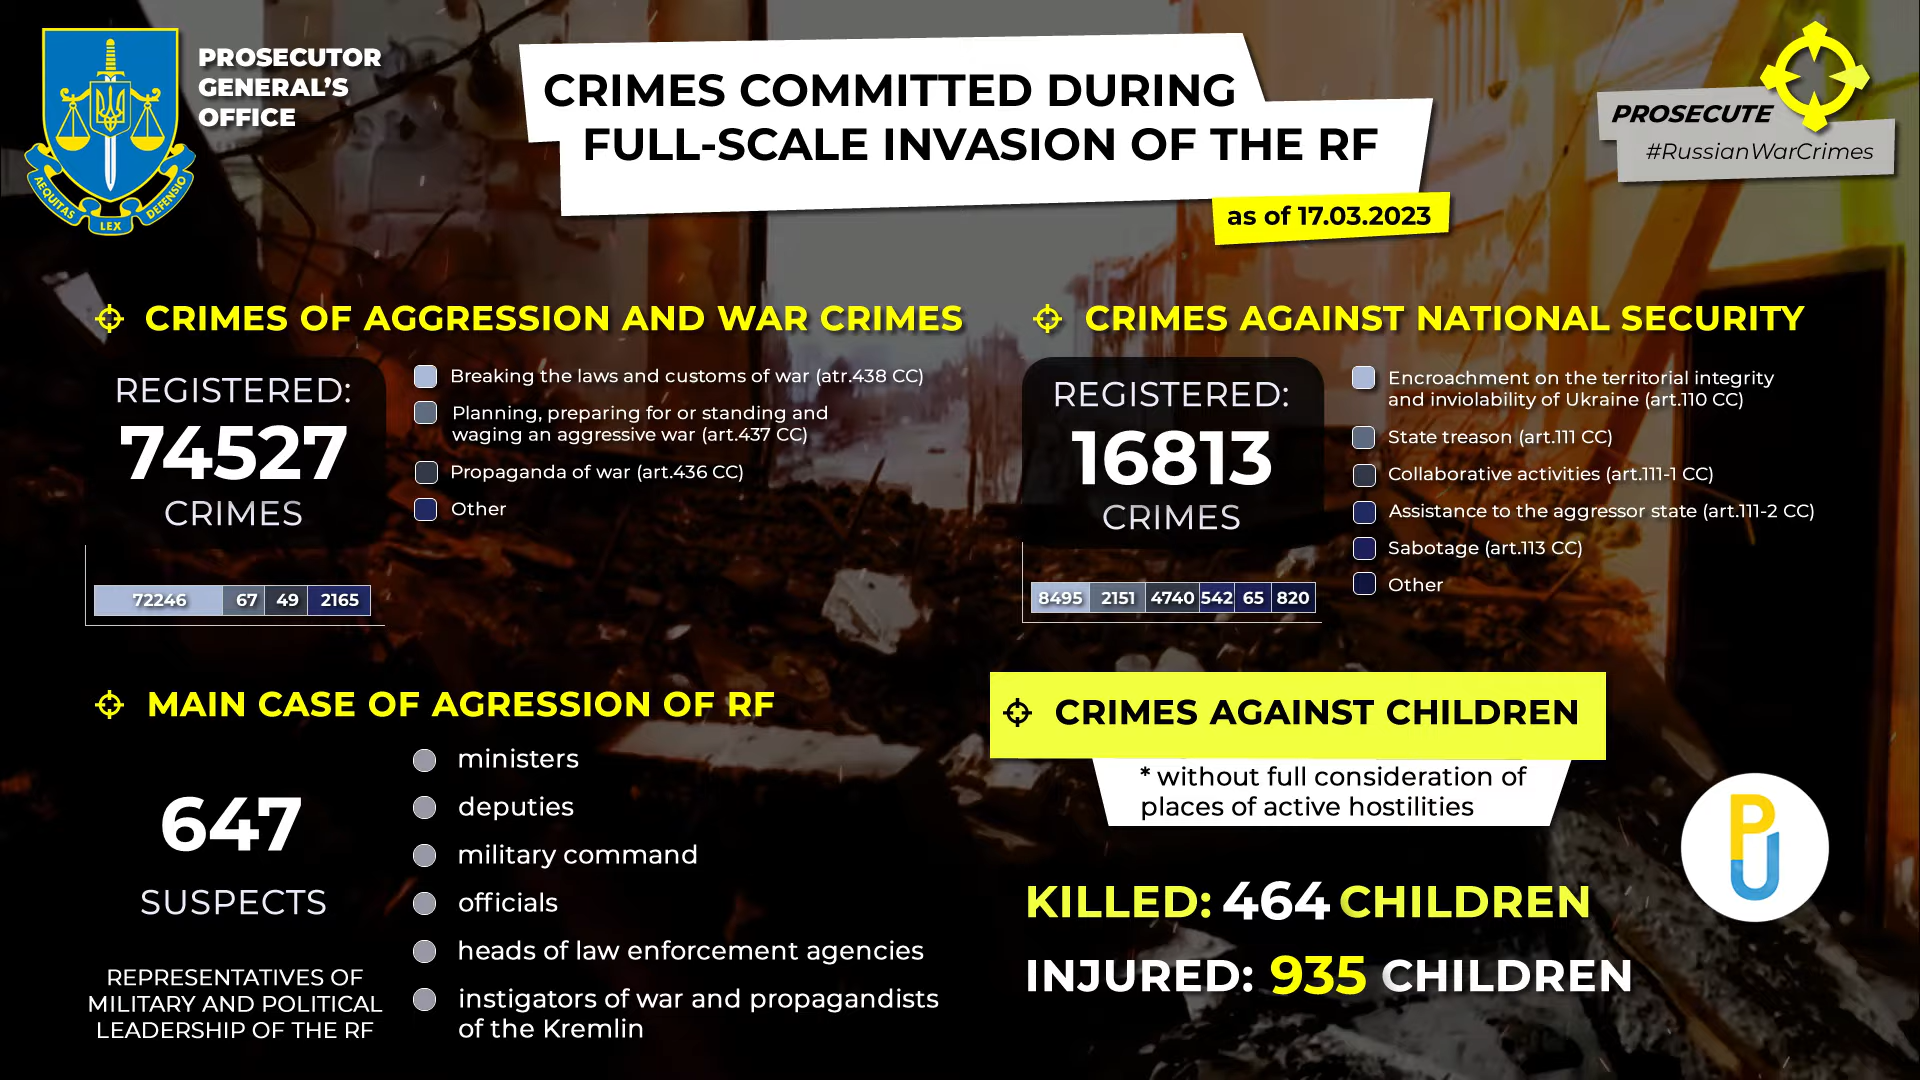 PROSECUTOR
GENERAL'S
OFFICE
AEQUITAS
LEX
DEFENSIO
CRIMES COMMITTED DURING
FULL-SCALE INVASION OF THE RF
as of 17.03.2023
PROSECUTE
#RussianWarCrimes
CRIMES OF AGGRESSION AND WAR CRIMES
REGISTERED:
74527
CRIMES
Breaking the laws and customs of war (atr.438 CC)
Planning, preparing for or standing and
waging an aggressive war (art.437 CC)
Propaganda of war (art.436 CC)
Other
72246 67 49 2165
CRIMES AGAINST NATIONAL SECURITY
REGISTERED:
16813
CRIMES
Encroachment on the territorial integrity
and inviolability of Ukraine (art.110 CC)
State treason (art.111 CC)
Collaborative activities (art.111-1 CC)
Assistance to the aggressor state (art.111-2 CC)
Sabotage (art.113 CC)
Other
8495 2151 4740 542 65 820
MAIN CASE OF AGRESSION OF RF
647
SUSPECTS
REPRESENTATIVES OF
MILITARY AND POLITICAL
LEADERSHIP OF THE RF
ministers
deputies
military command
officials
heads of law enforcement agencies
instigators of war and propagandists
of the Kremlin
CRIMES AGAINST CHILDREN
* without full consideration of
places of active hostilities
KILLED: 464 CHILDREN
INJURED: 935 CHILDREN
PU